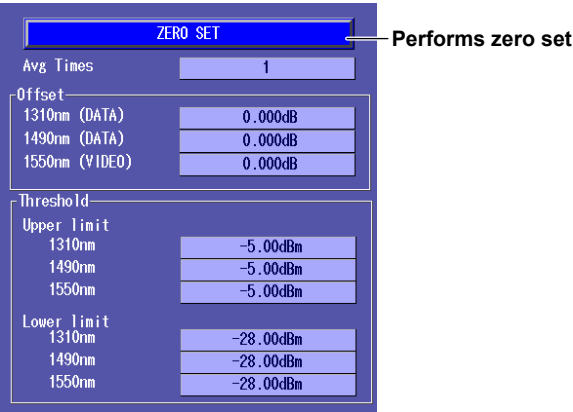 ZERO SET
Performs zero set
Avg Times 1
Offset
1310nm (DATA) 0.000dB
1490nm (DATA) 0.000dB
1550nm (VIDEO) 0.000dB
Threshold
Upper limit
1310nm -5.00dBm
1490nm -5.00dBm
1550nm -5.00dBm
Lower limit
1310nm -28.00dBm
1490nm -28.00dBm
1550nm -28.00dBm